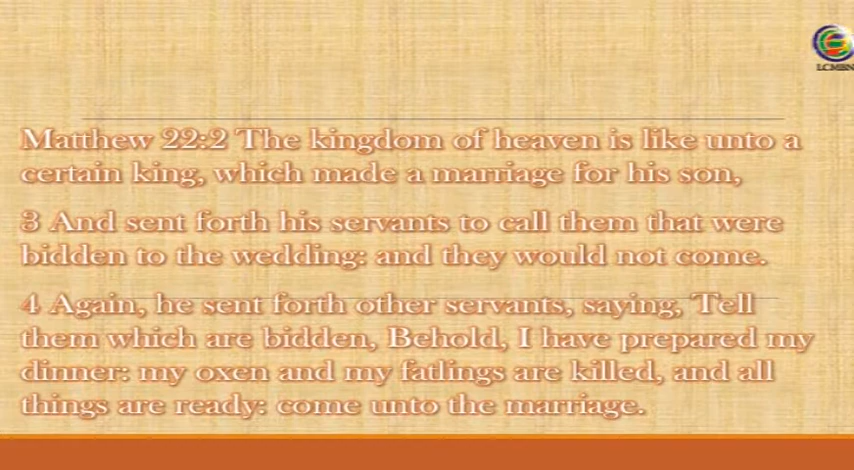 LCMBN
Matthew 22:2 The kingdom of heaven is like unto a
certain king, which made a marriage for his son,
3 And sent forth his servants to call them that were
bidden to the wedding: and they would not come.
4 Again, he sent forth other servants, saying, Tell
them which are bidden, Behold, I have prepared my
dinner: my oxen and my fatlings are killed, and all
things are ready: come unto the marriage.